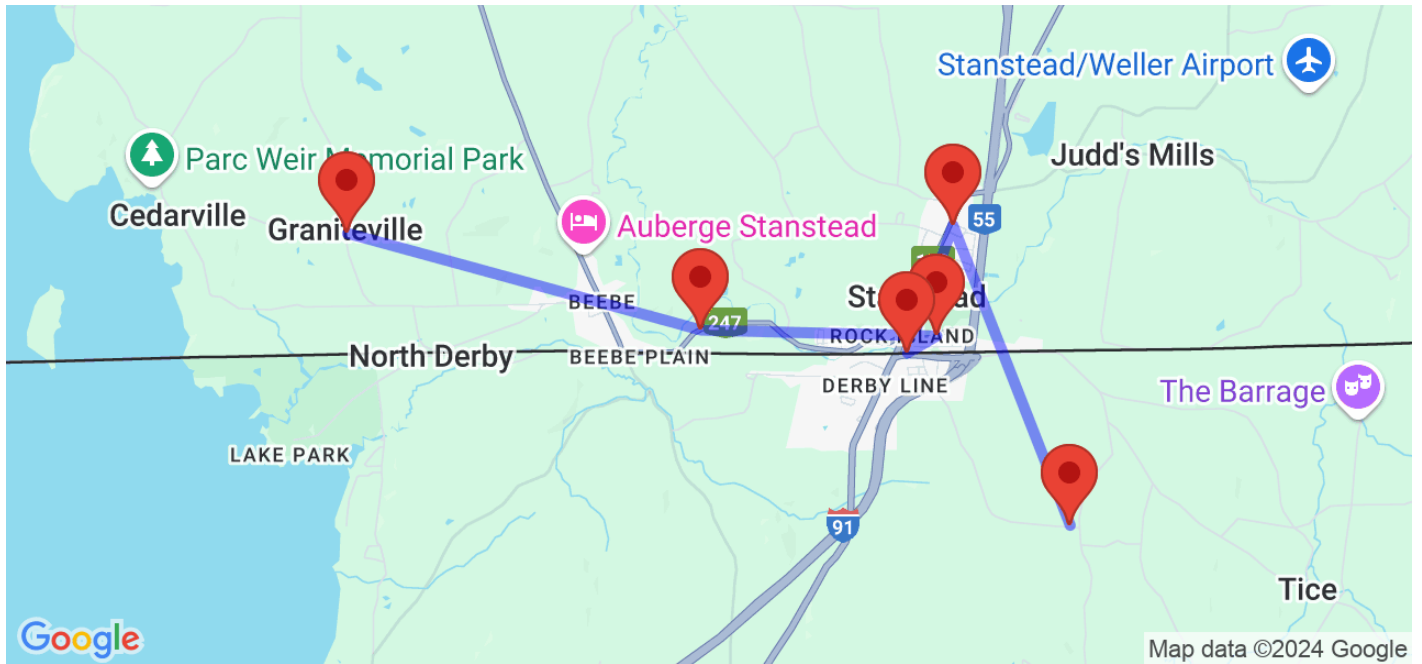 Stanstead/Weller Airport
Parc Weir Memorial Park
Judd's Mills
Cedarville
Graniteville
Auberge Stanstead
55
BEEBE
247
ROCK ISLAND
North Derby
BEEBE PLAIN
DERBY LINE
The Barrage
LAKE PARK
91
Tice
Google
Map data ©2024 Google